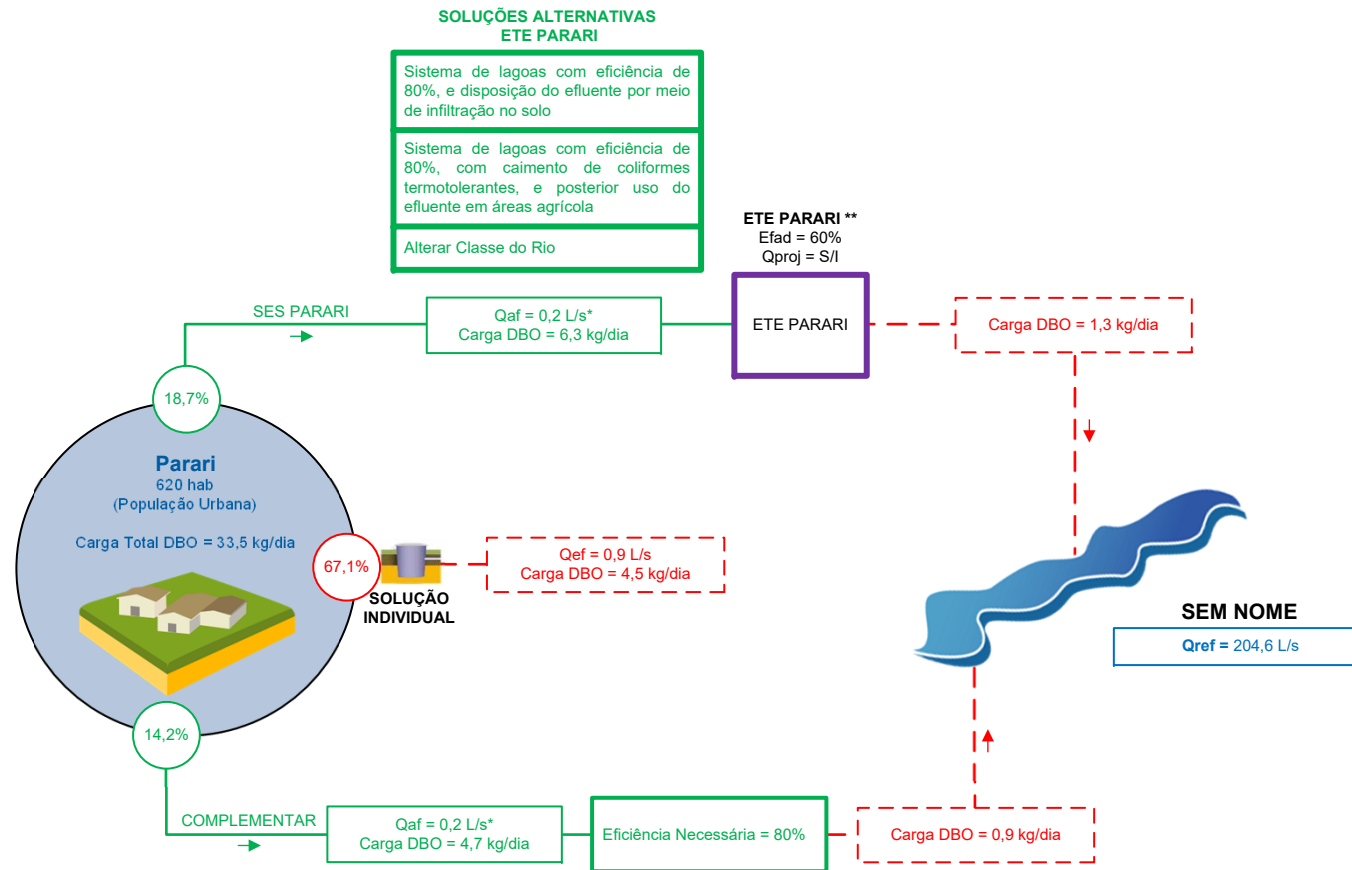 SOLUÇÕES ALTERNATIVAS
ETE PARARI
Sistema de lagoas com eficiência de
80%, e disposição do efluente por meio
de infiltração no solo
Sistema de lagoas com eficiência de
80%, com caimento de coliformes
termotolerantes, e posterior uso do
efluente em áreas agrícola
Alterar Classe do Rio
ETE PARARI **
Efad = 60%
Qproj = S/I
SES PARARI
Qaf = 0,2 L/s*
Carga DBO = 6,3 kg/dia
ETE PARARI
Carga DBO = 1,3 kg/dia
18,7%
Parari
620 hab
(População Urbana)
Carga Total DBO = 33,5 kg/dia
67,1%
SOLUÇÃO
INDIVIDUAL
Qef = 0,9 L/s
Carga DBO = 4,5 kg/dia
SEM NOME
Qref = 204,6 L/s
14,2%
COMPLEMENTAR
Qaf = 0,2 L/s*
Carga DBO = 4,7 kg/dia
Eficiência Necessária = 80%
Carga DBO = 0,9 kg/dia